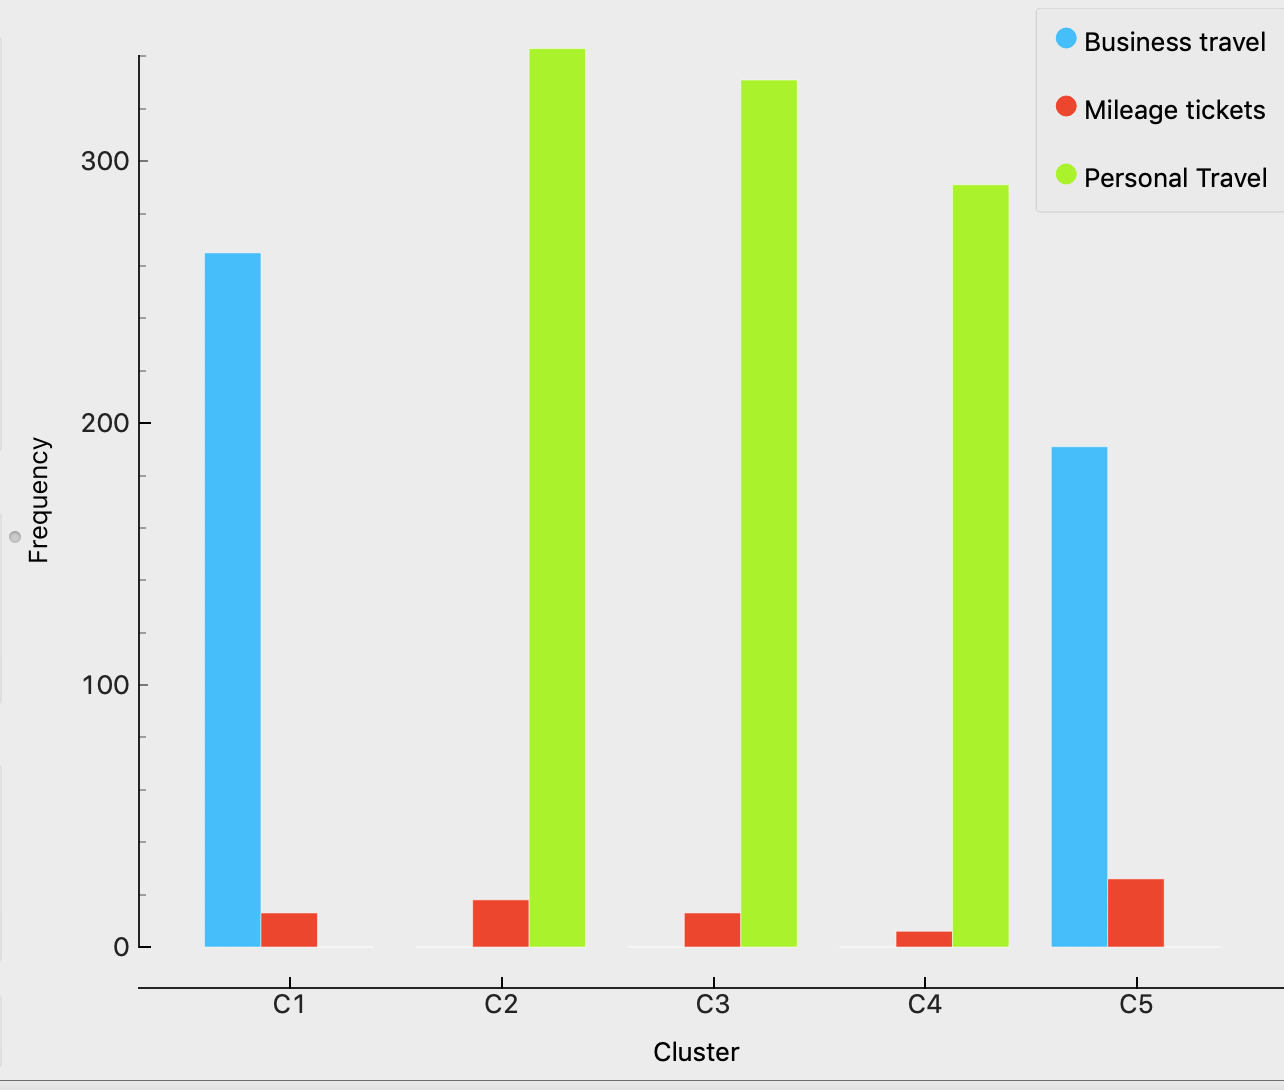 Business travel
Mileage tickets
Personal Travel
300
200
100
0
Frequency
C1 C2 C3 C4 C5
Cluster